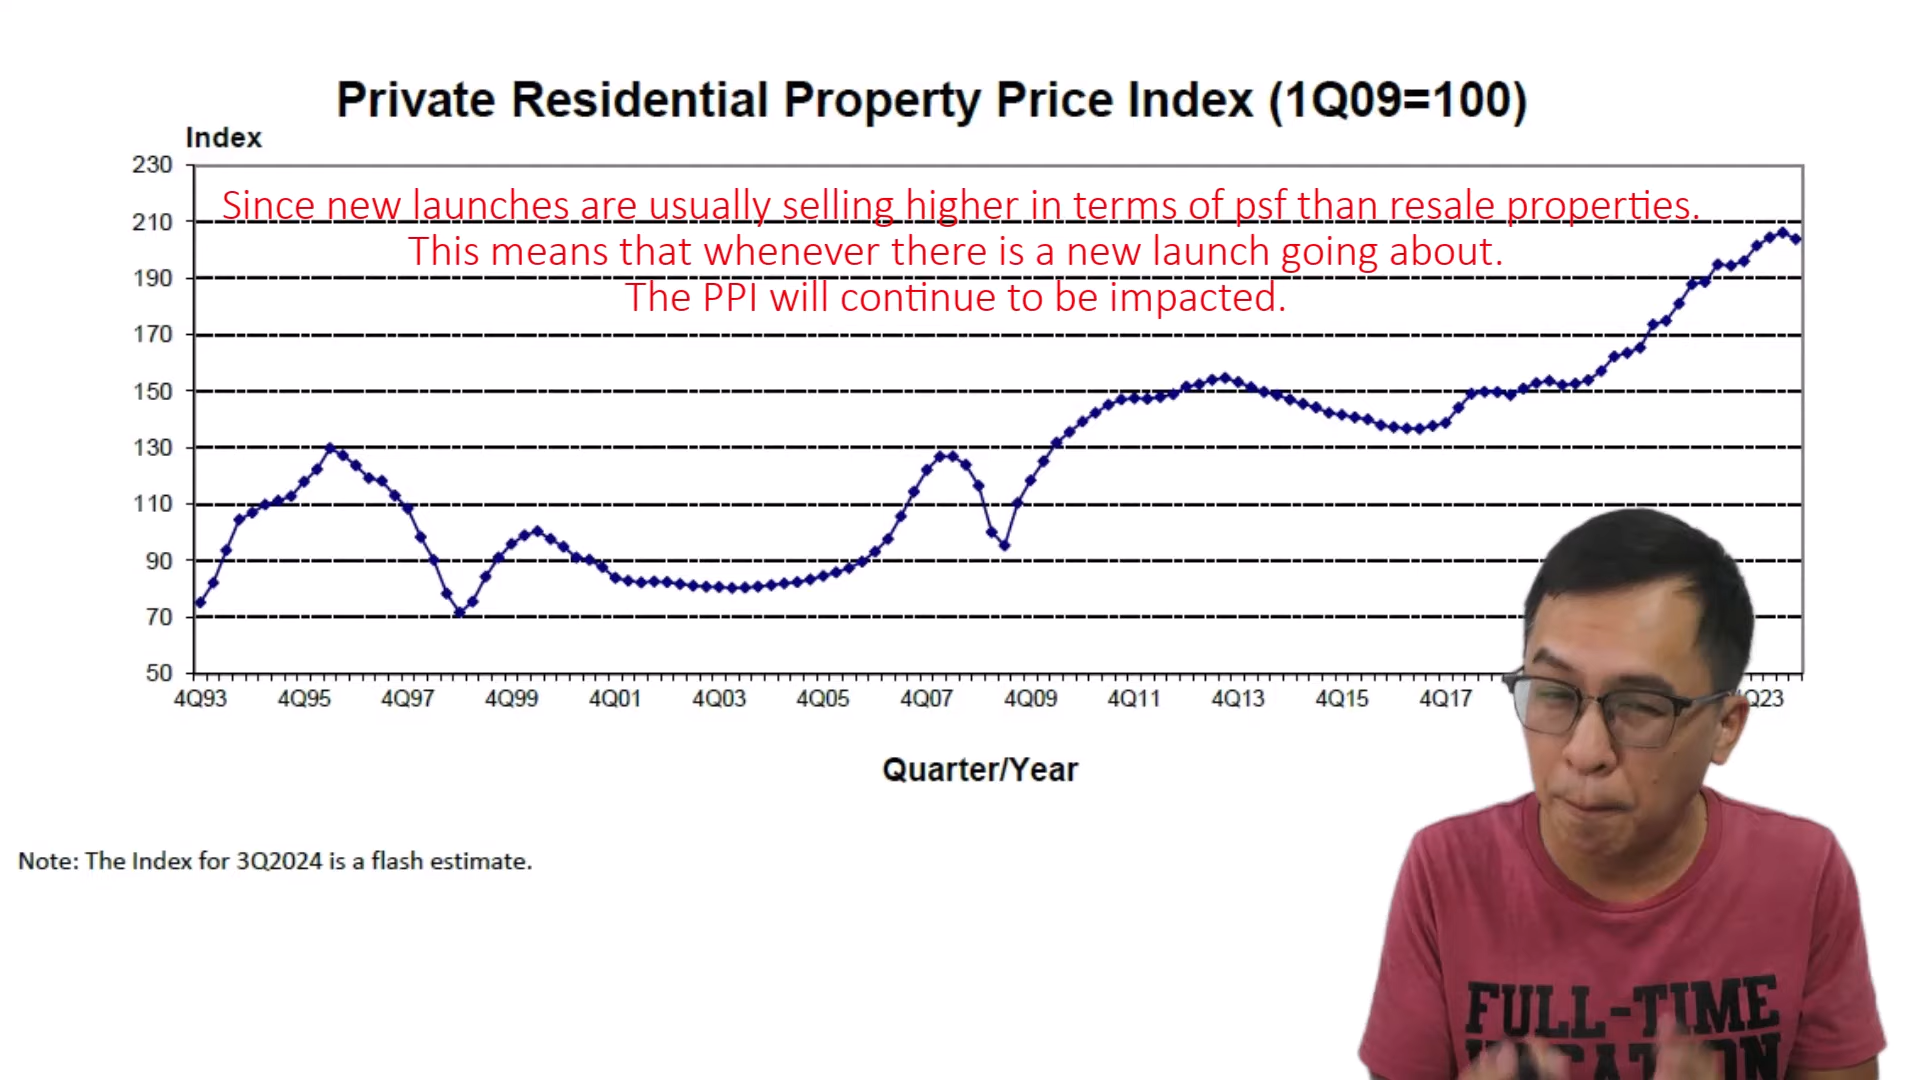 Private Residential Property Price Index (1Q09=100)
Index
230
Since new launches are usually selling higher in terms of psf than resale properties.
210
This means that whenever there is a new launch going about.
190
The PPI will continue to be impacted.
170
150
130
110
90
70
50
4Q93 4Q95 4Q97 4Q99 4Q01 4Q03 4Q05 4Q07 4Q09 4Q11 4Q13 4Q15 4Q17 Q23
Quarter/Year
Note: The Index for 3Q2024 is a flash estimate.
FULL-TIME